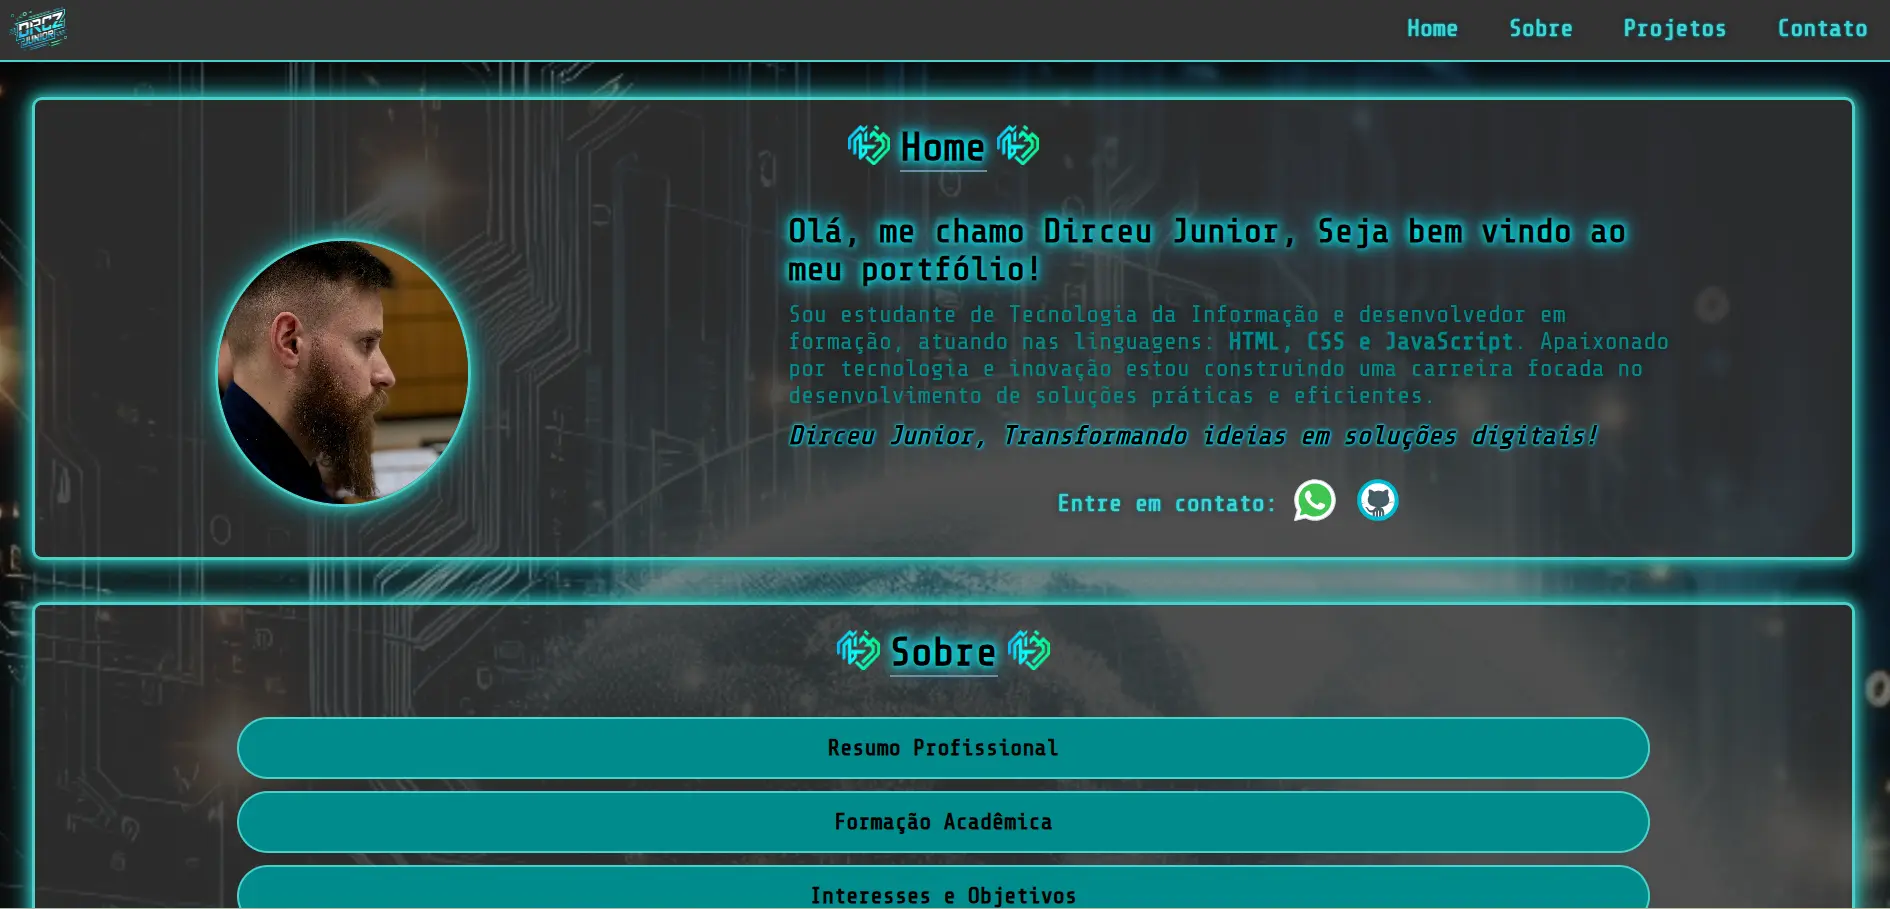 DRCZ
JUNIOR
Home
Sobre
Projetos
Contato
Home
Olá, me chamo Dirceu Junior, Seja bem vindo ao
meu portfólio!
Sou estudante de Tecnologia da Informação e desenvolvedor em
formação, atuando nas linguagens: HTML, CSS e JavaScript. Apaixonado
por tecnologia e inovação estou construindo uma carreira focada no
desenvolvimento de soluções práticas e eficientes.
Dirceu Junior, Transformando ideias em soluções digitais!
Entre em contato:
Sobre
Resumo Profissional
Formação Acadêmica
Interesses e Objetivos